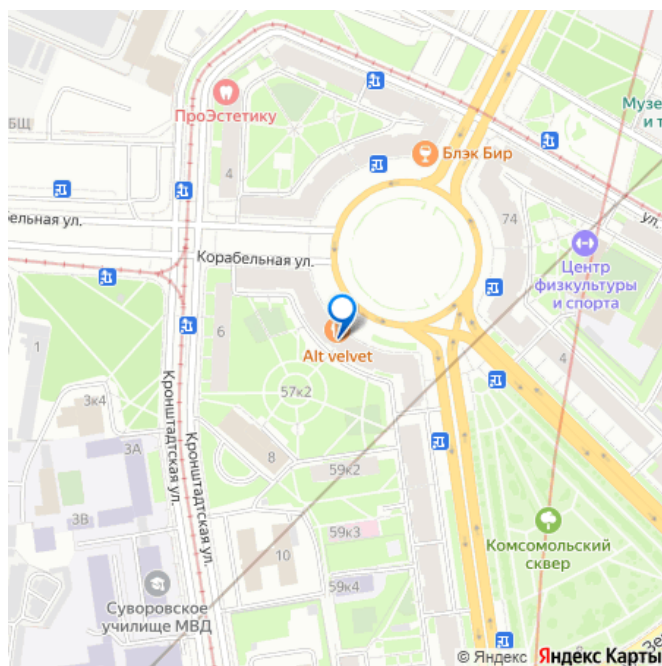 БЩ
ПроЭстетику
4
Блэк Бир
Музе
и т
74
ул.
рельная ул.
Корабельная ул.
Центр
физкультуры
и спорта
6
Alt velvet
1
4
57к2
3к4
Кронштадтская ул.
Кронштадтская ул.
3А
8
59к2
3В
59к3
10
59к4
Комсомольский
сквер
Суворовское
училище МВД
Зе
© Яндекс Яндекс Карты